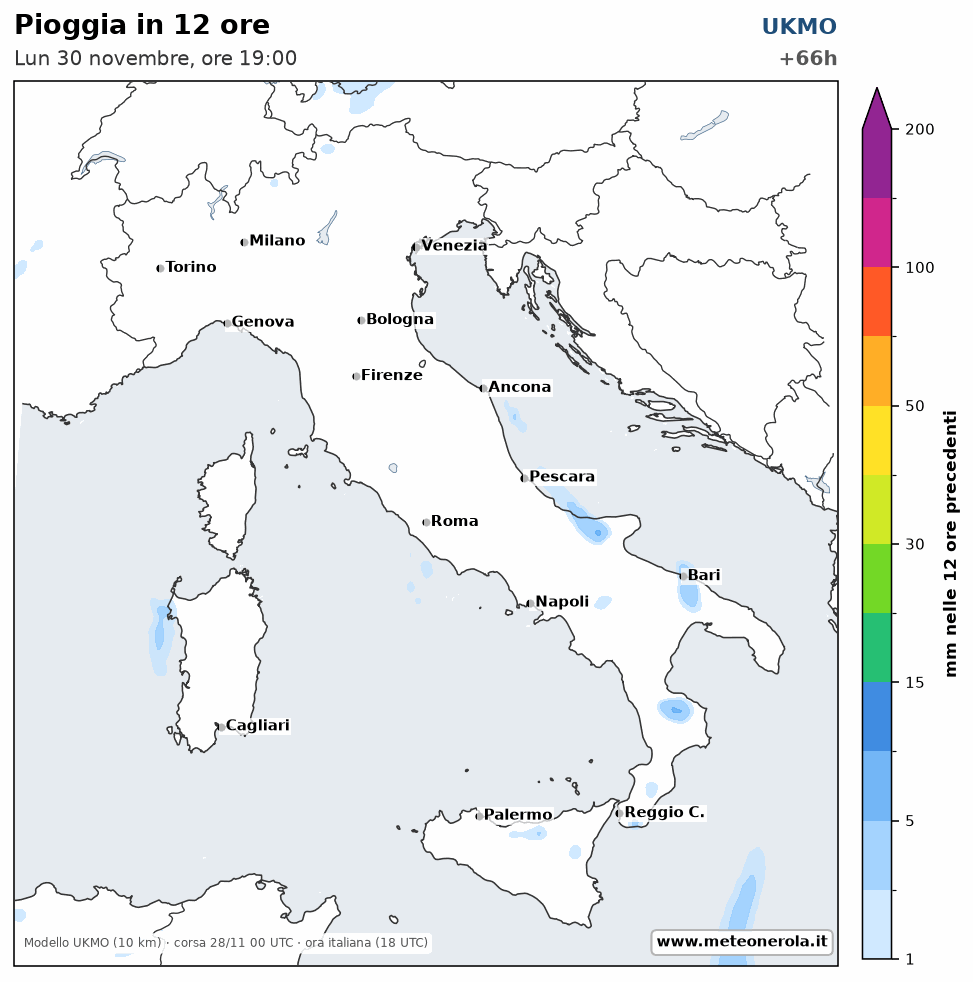 Pioggia in 12 ore
UKMO
Lun 30 novembre, ore 19:00
+66h
Milano
Venezia
Torino
Genova
Bologna
Firenze
Ancona
Pescara
Roma
Bari
Napoli
Cagliari
Palermo
Reggio C.
200
100
50
30
15
5
1
mm nelle 12 ore precedenti
Modello UKMO (10 km) · corsa 28/11 00 UTC · ora italiana (18 UTC)
www.meteonerola.it